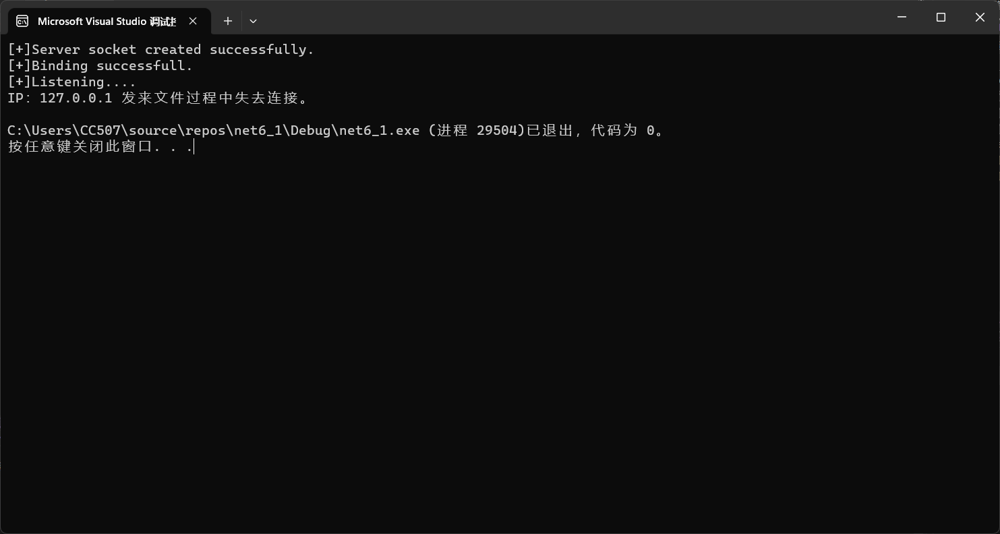 Microsoft Visual Studio 调试
[+]Server socket created successfully.
[+]Binding successfull.
[+]Listening....
IP: 127.0.0.1 发来文件过程中失去连接。
C:\Users\CC507\source\repos\net6_1\Debug\net6_1.exe (进程 29504)已退出，代码为 0。
按任意键关闭此窗口. . .